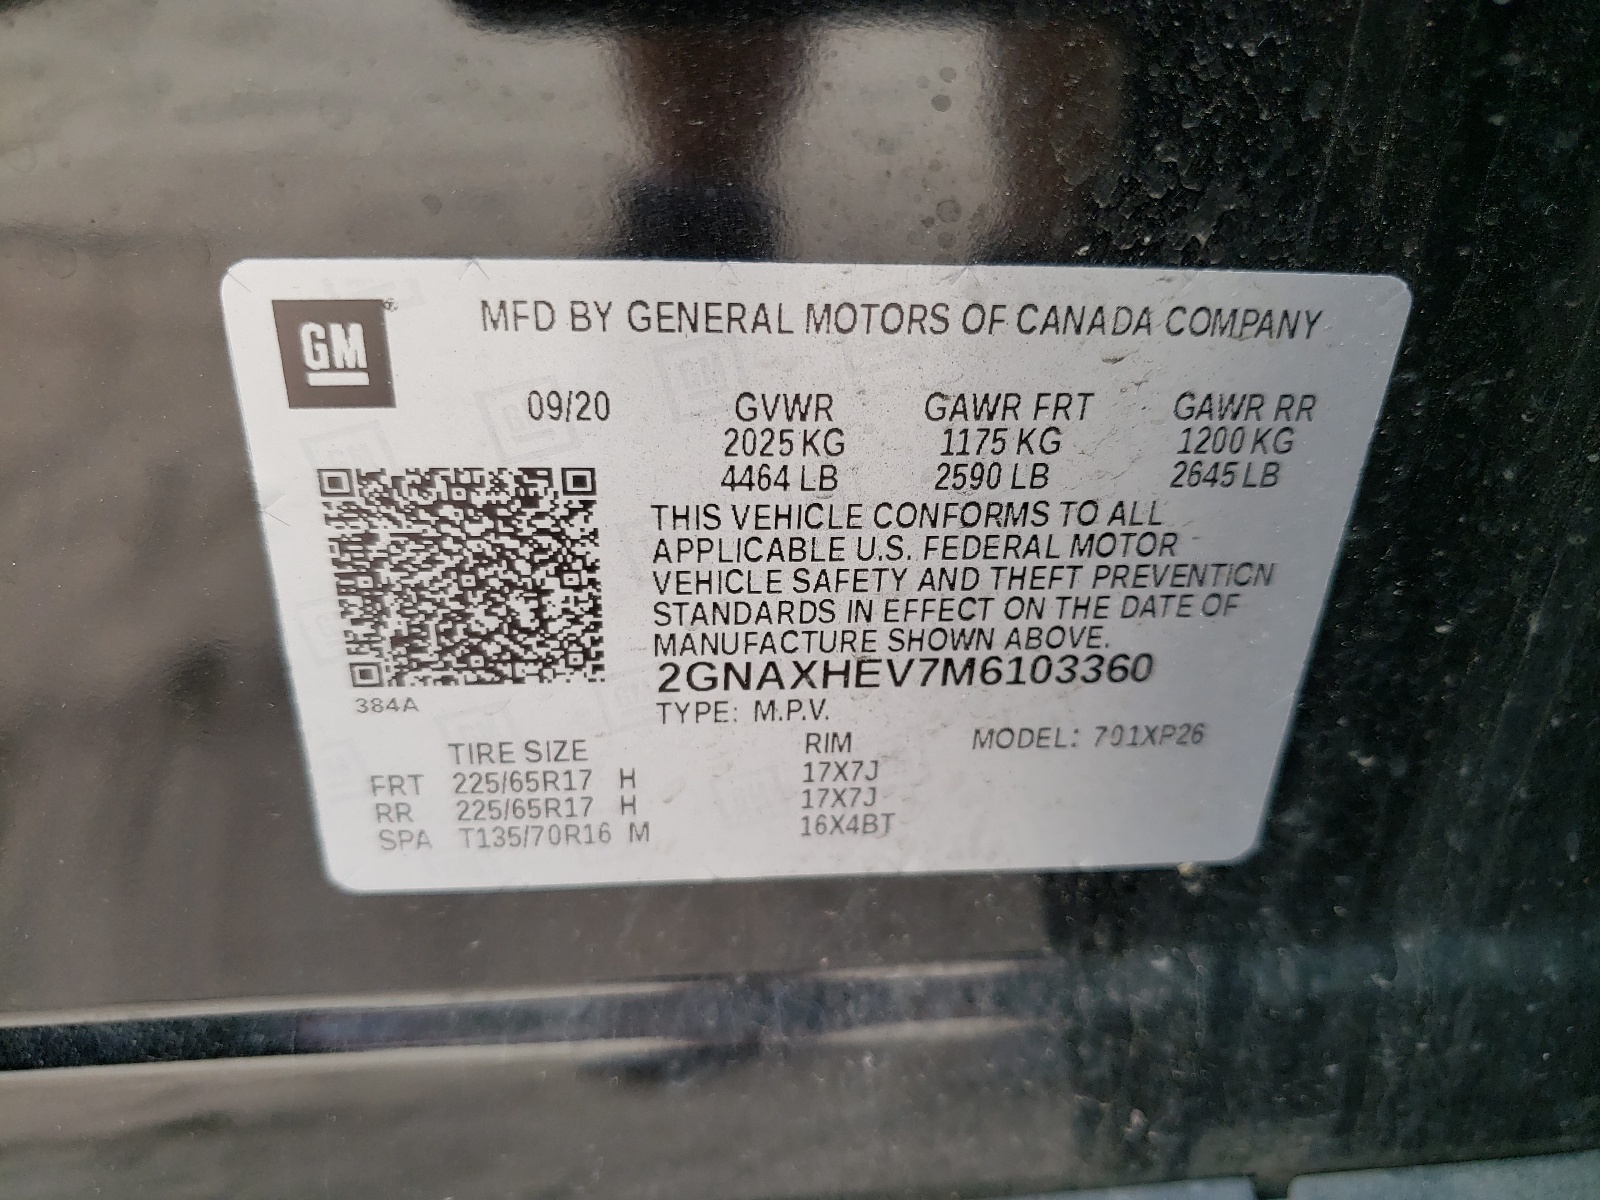 GM
MFD BY GENERAL MOTORS OF CANADA COMPANY
09/20 GVWR GAWR FRT GAWR RR
2025 KG 1175 KG 1200 KG
4464 LB 2590 LB 2645 LB
THIS VEHICLE CONFORMS TO ALL
APPLICABLE U.S. FEDERAL MOTOR
VEHICLE SAFETY AND THEFT PREVENTION
STANDARDS IN EFFECT ON THE DATE OF
MANUFACTURE SHOWN ABOVE.
2GNAXHEV7M6103360
384A
TYPE: M.P.V.
TIRE SIZE RIM MODEL: 701XP26
FRT 225/65R17 H 17X7J
RR 225/65R17 H 17X7J
SPA T135/70R16 M 16X4BT